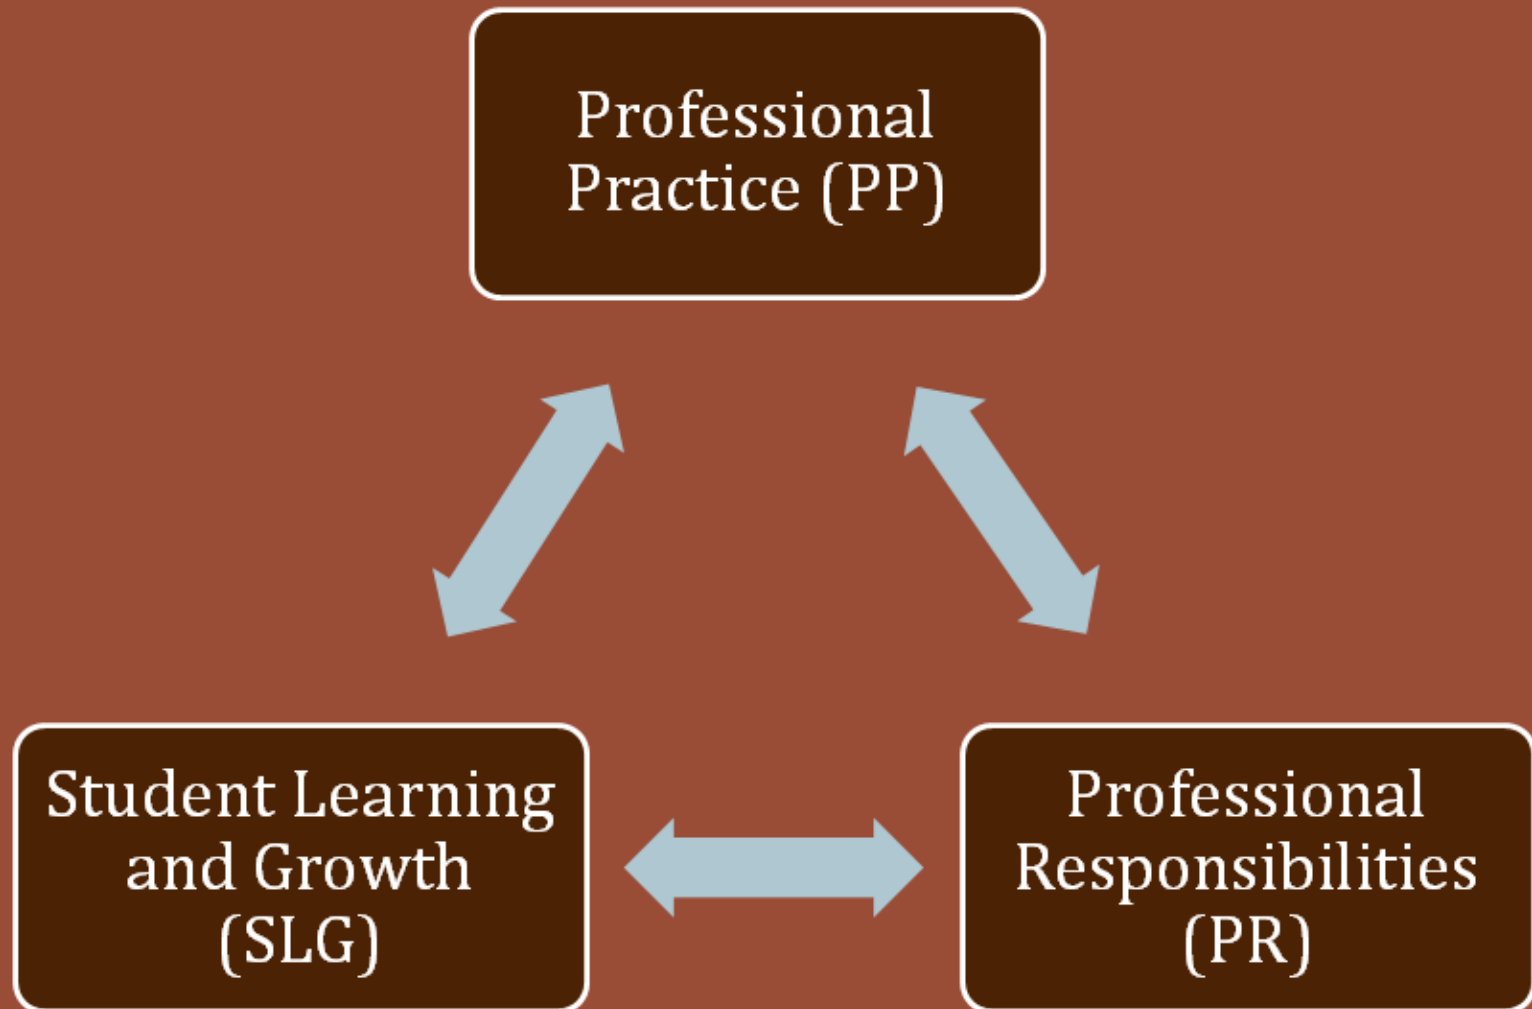 Professional
Practice (PP)
Student Learning
and Growth
(SLG)
Professional
Responsibilities
(PR)